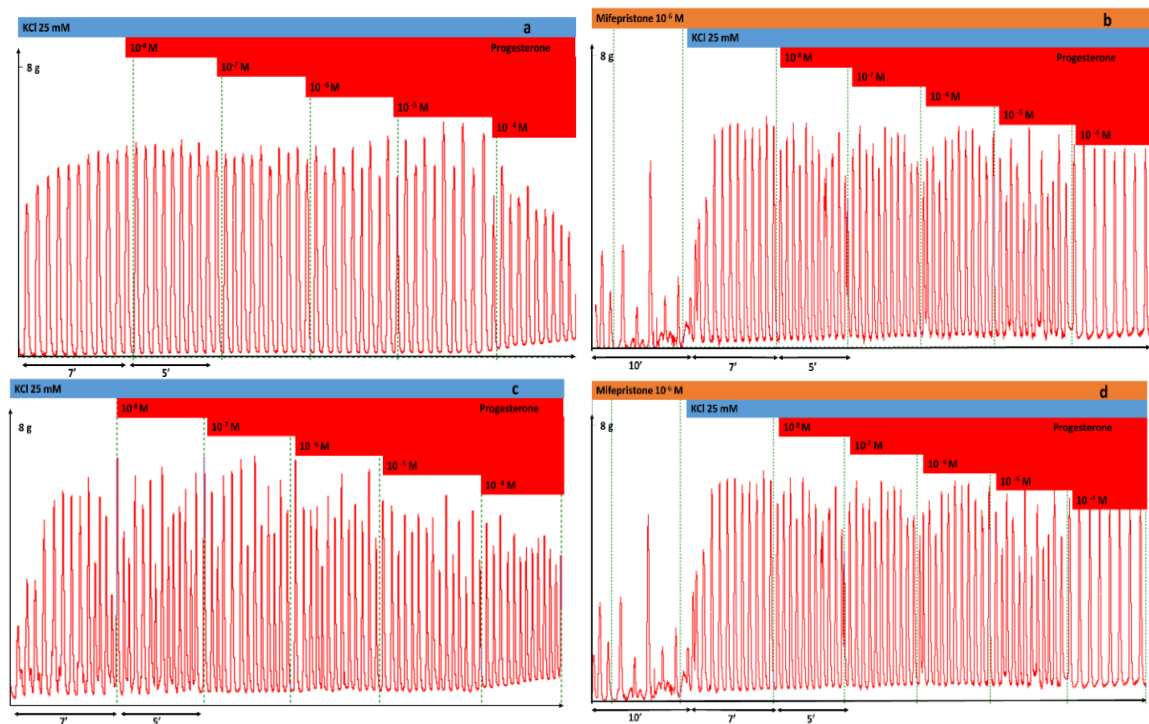 KCl 25 mM a
10⁻⁸ M Progesterone
8 g
10⁻⁷ M
10⁻⁶ M
10⁻⁵ M
10⁻⁴ M
7′ 5′
Mifepristone 10⁻⁶ M b
KCl 25 mM
8 g
10⁻⁸ M Progesterone
10⁻⁷ M
10⁻⁶ M
10⁻⁵ M
10⁻⁴ M
10′ 7′ 5′
KCl 25 mM c
10⁻⁸ M Progesterone
8 g
10⁻⁷ M
10⁻⁶ M
10⁻⁵ M
7′ 5′
Mifepristone 10⁻⁶ M d
KCl 25 mM
8 g
10⁻⁸ M Progesterone
10⁻⁷ M
10⁻⁶ M
10⁻⁵ M
10⁻⁴ M
10′ 7′ 5′